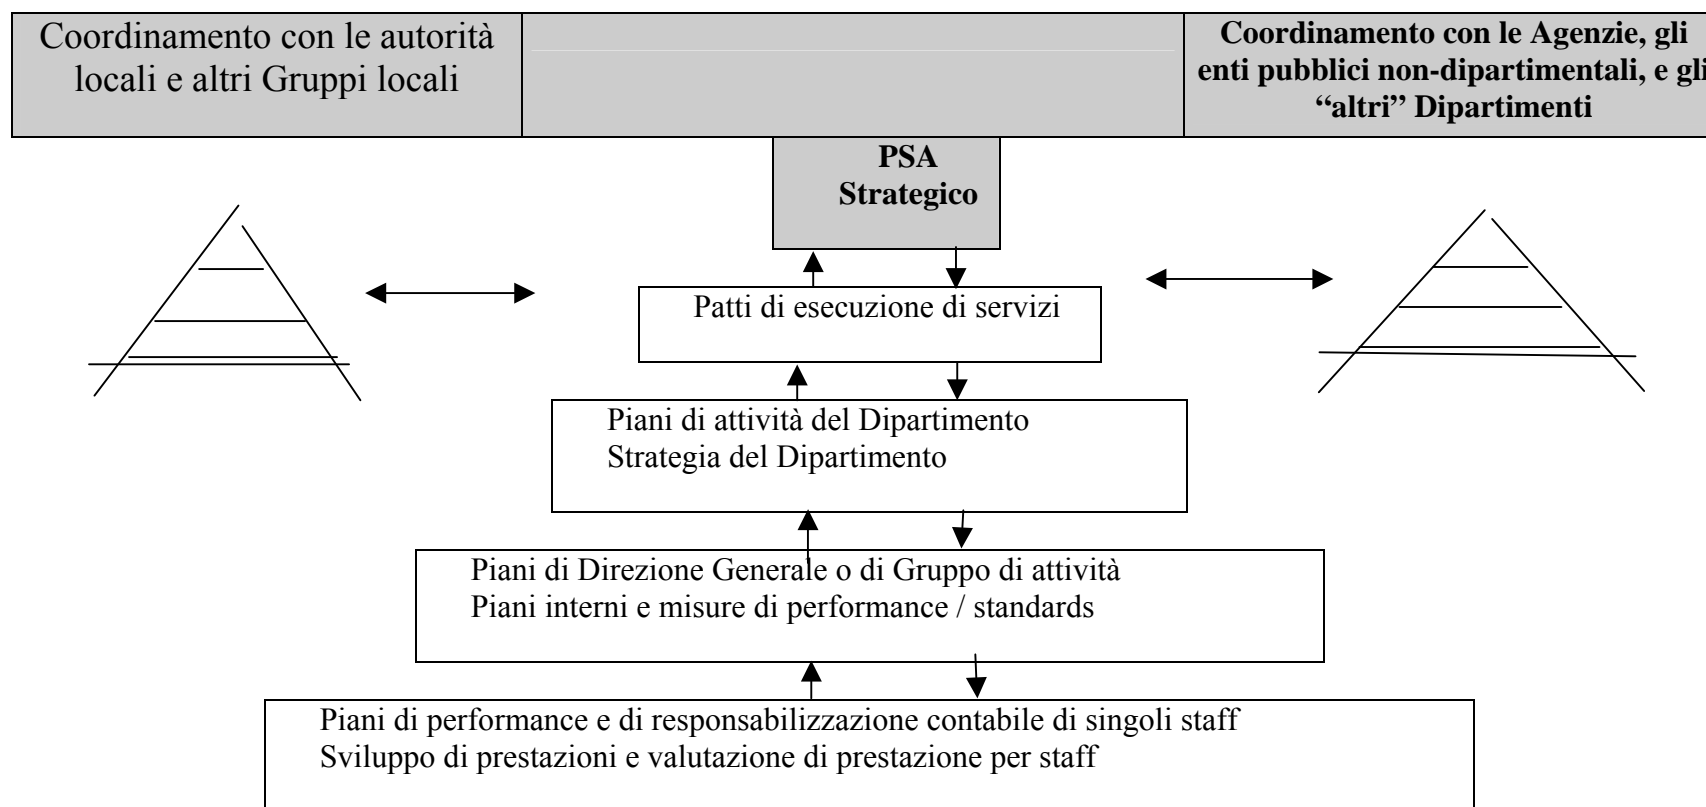 Coordinamento con le autorità
locali e altri Gruppi locali
Coordinamento con le Agenzie, gli
enti pubblici non-dipartimentali, e gli
“altri” Dipartimenti
PSA
Strategico
Patti di esecuzione di servizi
Piani di attività del Dipartimento
Strategia del Dipartimento
Piani di Direzione Generale o di Gruppo di attività
Piani interni e misure di performance / standards
Piani di performance e di responsabilizzazione contabile di singoli staff
Sviluppo di prestazioni e valutazione di prestazione per staff